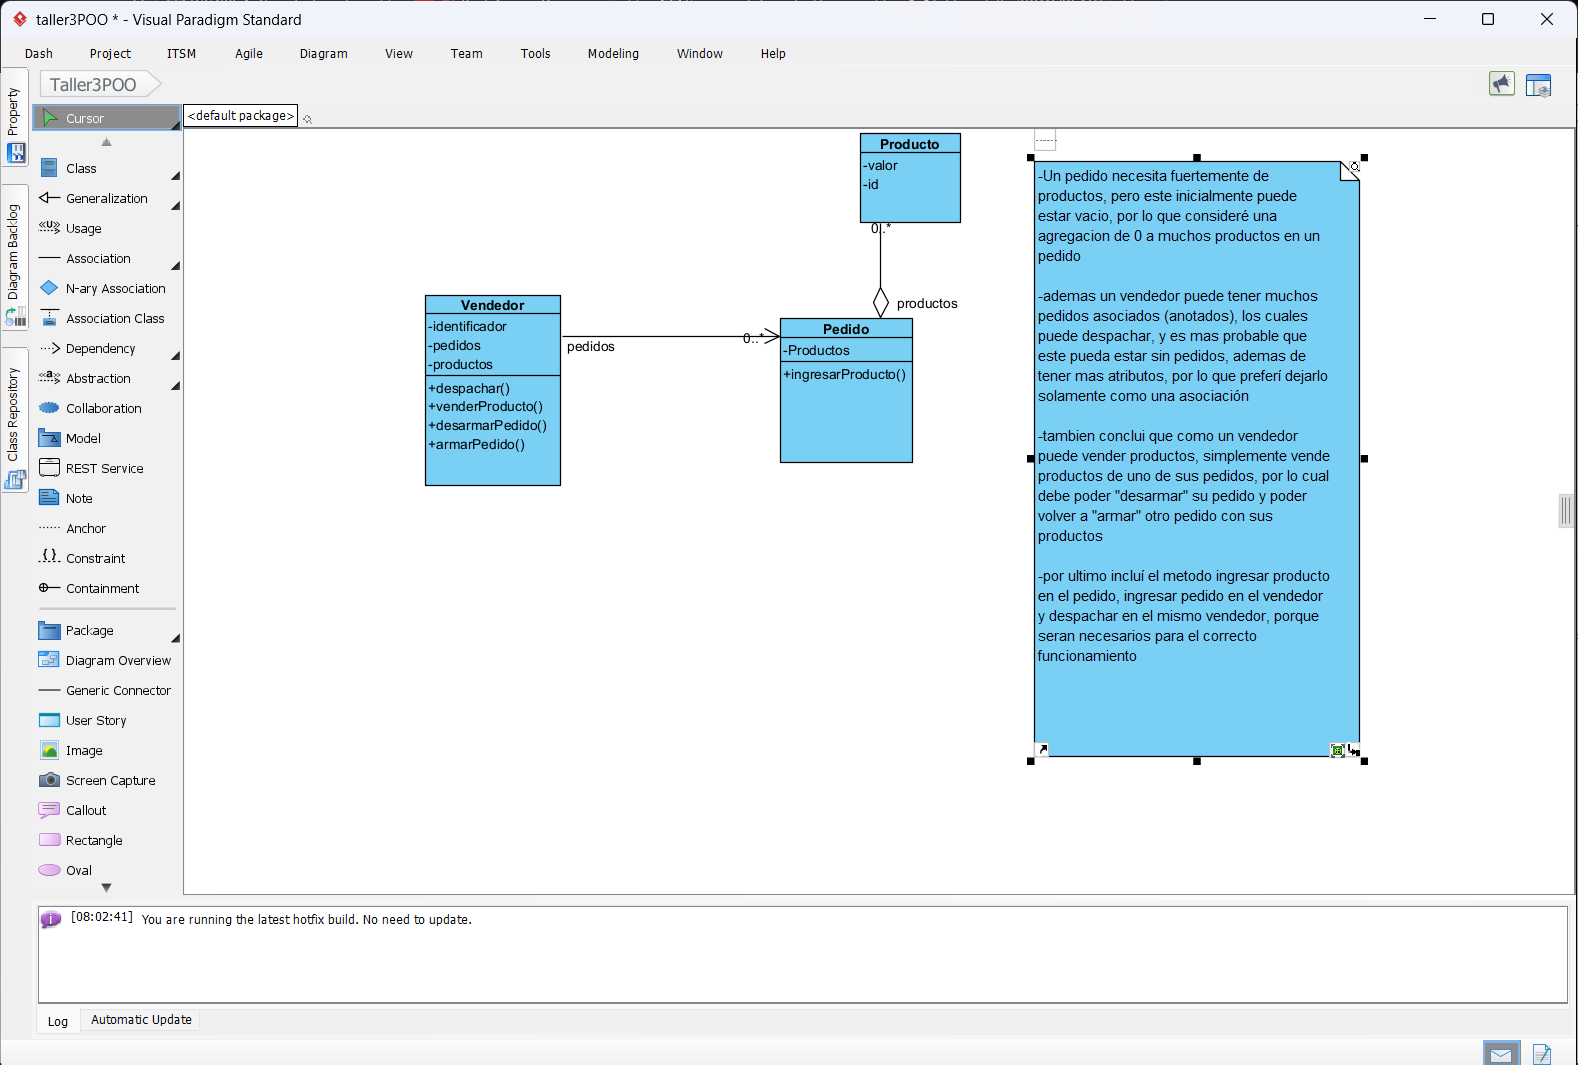 taller3POO * - Visual Paradigm Standard
Dash Project ITSM Agile Diagram View Team Tools Modeling Window Help
Taller3POO
Property
Diagram Backlog
Class Repository
Cursor
Class
Generalization
Usage
Association
N-ary Association
Association Class
Dependency
Abstraction
Collaboration
Model
REST Service
Note
Anchor
Constraint
Containment
Package
Diagram Overview
Generic Connector
User Story
Image
Screen Capture
Callout
Rectangle
Oval
<default package>
Producto
-valor
-id
0..*
productos
Vendedor
-identificador
-pedidos
-productos
+despachar()
+venderProducto()
+desarmarPedido()
+armarPedido()
pedidos
0..*
Pedido
-Productos
+ingresarProducto()
-Un pedido necesita fuertemente de
productos, pero este inicialmente puede
estar vacio, por lo que consideré una
agregacion de 0 a muchos productos en un
pedido
-ademas un vendedor puede tener muchos
pedidos asociados (anotados), los cuales
puede despachar, y es mas probable que
este pueda estar sin pedidos, ademas de
tener mas atributos, por lo que preferí dejarlo
solamente como una asociación
-tambien conclui que como un vendedor
puede vender productos, simplemente vende
productos de uno de sus pedidos, por lo cual
debe poder "desarmar" su pedido y poder
volver a "armar" otro pedido con sus
productos
-por ultimo incluí el metodo ingresar producto
en el pedido, ingresar pedido en el vendedor
y despachar en el mismo vendedor, porque
seran necesarios para el correcto
funcionamiento
[08:02:41] You are running the latest hotfix build. No need to update.
Log Automatic Update